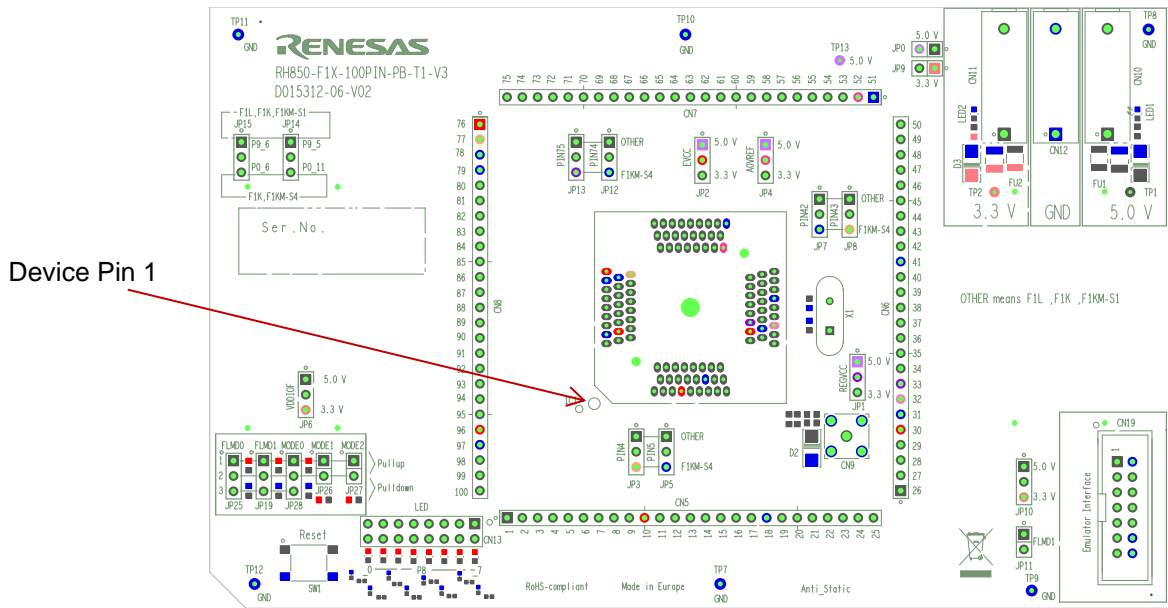 TP11
GND
RENESAS
RH850-F1X-100PIN-PB-T1-V3
D015312-06-V02
TP10
GND
TP13
5.0 V
5.0 V
JP0
JP9
3.3 V
TP8
GND
CN11
CN12
CN10
LED2
LED1
D3
FU2
FU1
TP2
TP1
3.3 V
GND
5.0 V
75 74 73 72 71 70 69 68 67 66 65 64 63 62 61 60 59 58 57 56 55 54 53 52 51
CN7
F1L,F1K,F1KM-S1
JP15 JP14
P9_6 P9_5
P0_6 P0_11
F1K,F1KM-S4
Ser.No.
76
77
78
79
80
81
82
83
84
85
86
87
88
89
90
91
92
93
94
95
96
97
98
99
100
CN8
PIN75 PIN74
OTHER
F1KM-S4
JP13 JP12
EVCC
5.0 V
3.3 V
JP2
A0VREF
5.0 V
3.3 V
JP4
PIN42 PIN43
OTHER
F1KM-S4
JP7 JP8
50
49
48
47
46
45
44
43
42
41
40
39
38
37
36
35
34
33
32
31
30
29
28
27
26
CN6
X1
OTHER means F1L ,F1K ,F1KM-S1
Device Pin 1
REGVCC
5.0 V
3.3 V
JP1
VDDIOF
5.0 V
3.3 V
JP6
PIN4 PIN5
OTHER
F1KM-S4
JP3 JP5
D2
CN9
FLMD0 FLMD1 MODE0 MODE1 MODE2
1
2
3
Pullup
Pulldown
JP25 JP19 JP28 JP26 JP27
LED
CN13
_0 P8 _7
Reset
SW1
TP12
GND
CN5
1 2 3 4 5 6 7 8 9 10 11 12 13 14 15 16 17 18 19 20 21 22 23 24 25
RoHS-compliant
Made in Europe
TP7
GND
Anti_Static
5.0 V
3.3 V
JP10
FLMD1
JP11
TP9
GND
CN19
1
Emulator Interface